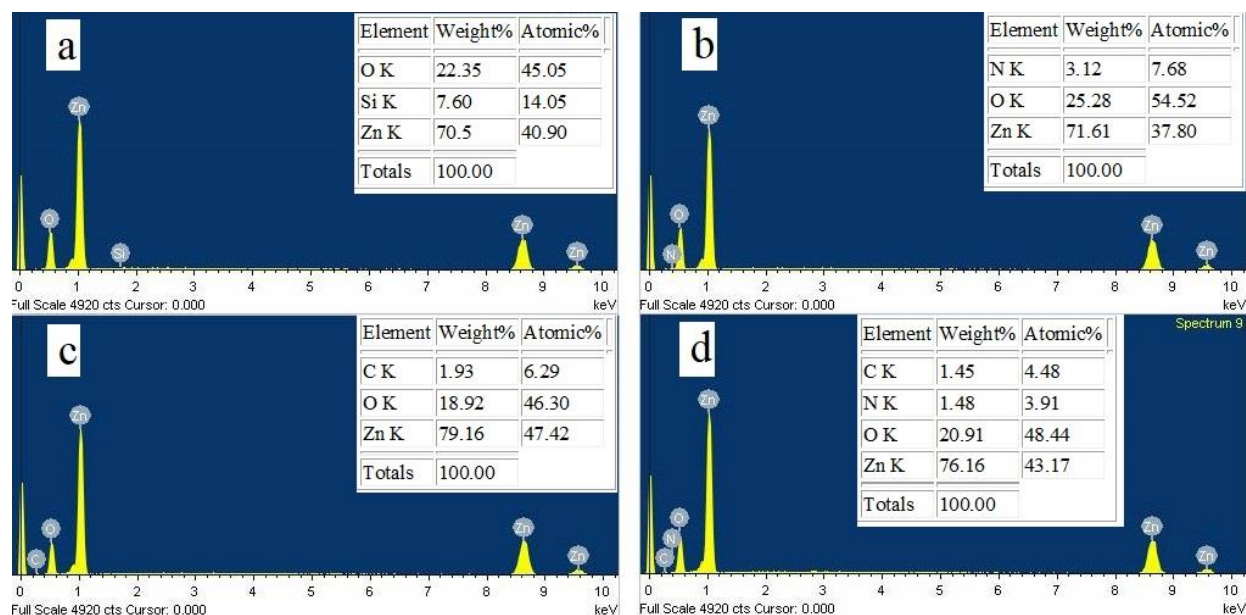 a
Element Weight% Atomic%
O K 22.35 45.05
Si K 7.60 14.05
Zn K 70.5 40.90
Totals 100.00
Zn
O
Si
Zn
Zn
0 1 2 3 4 5 6 7 8 9 10
Full Scale 4920 cts Cursor: 0.000 keV
b
Element Weight% Atomic%
N K 3.12 7.68
O K 25.28 54.52
Zn K 71.61 37.80
Totals 100.00
Zn
O
N
Zn
Zn
0 1 2 3 4 5 6 7 8 9 10
Full Scale 4920 cts Cursor: 0.000 keV
c
Element Weight% Atomic%
C K 1.93 6.29
O K 18.92 46.30
Zn K 79.16 47.42
Totals 100.00
Zn
O
C
Zn
Zn
0 1 2 3 4 5 6 7 8 9 10
Full Scale 4920 cts Cursor: 0.000 keV
d
Spectrum 9
Element Weight% Atomic%
C K 1.45 4.48
N K 1.48 3.91
O K 20.91 48.44
Zn K 76.16 43.17
Totals 100.00
Zn
O
N
C
Zn
Zn
0 1 2 3 4 5 6 7 8 9 10
Full Scale 4920 cts Cursor: 0.000 keV